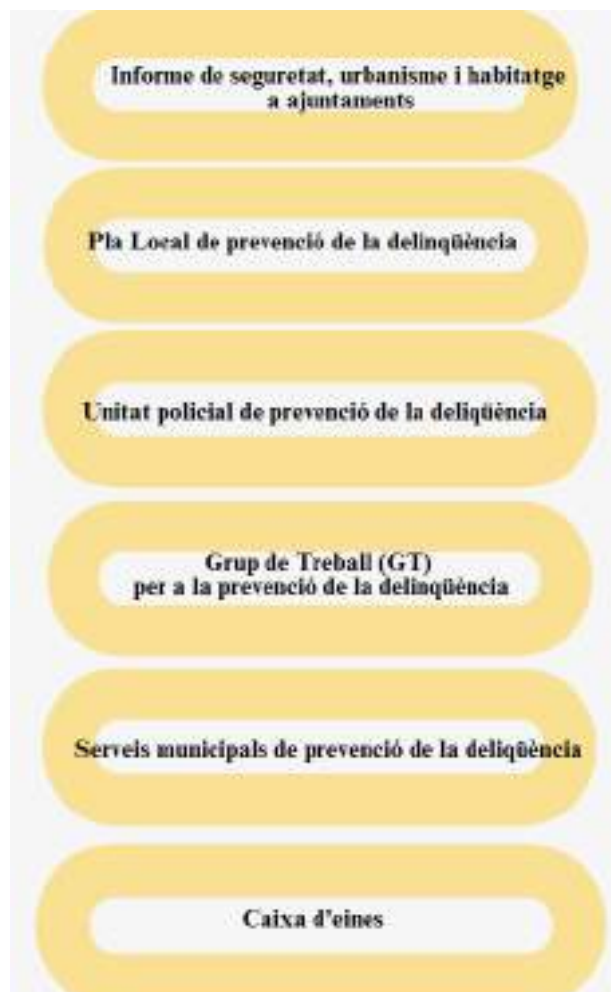 Informe de seguretat, urbanisme i habitatge
a ajuntaments
Pla Local de prevenció de la delinqüència
Unitat policial de prevenció de la deliqüència
Grup de Treball (GT)
per a la prevenció de la delinqüència
Serveis municipals de prevenció de la deliqüència
Caixa d'eines